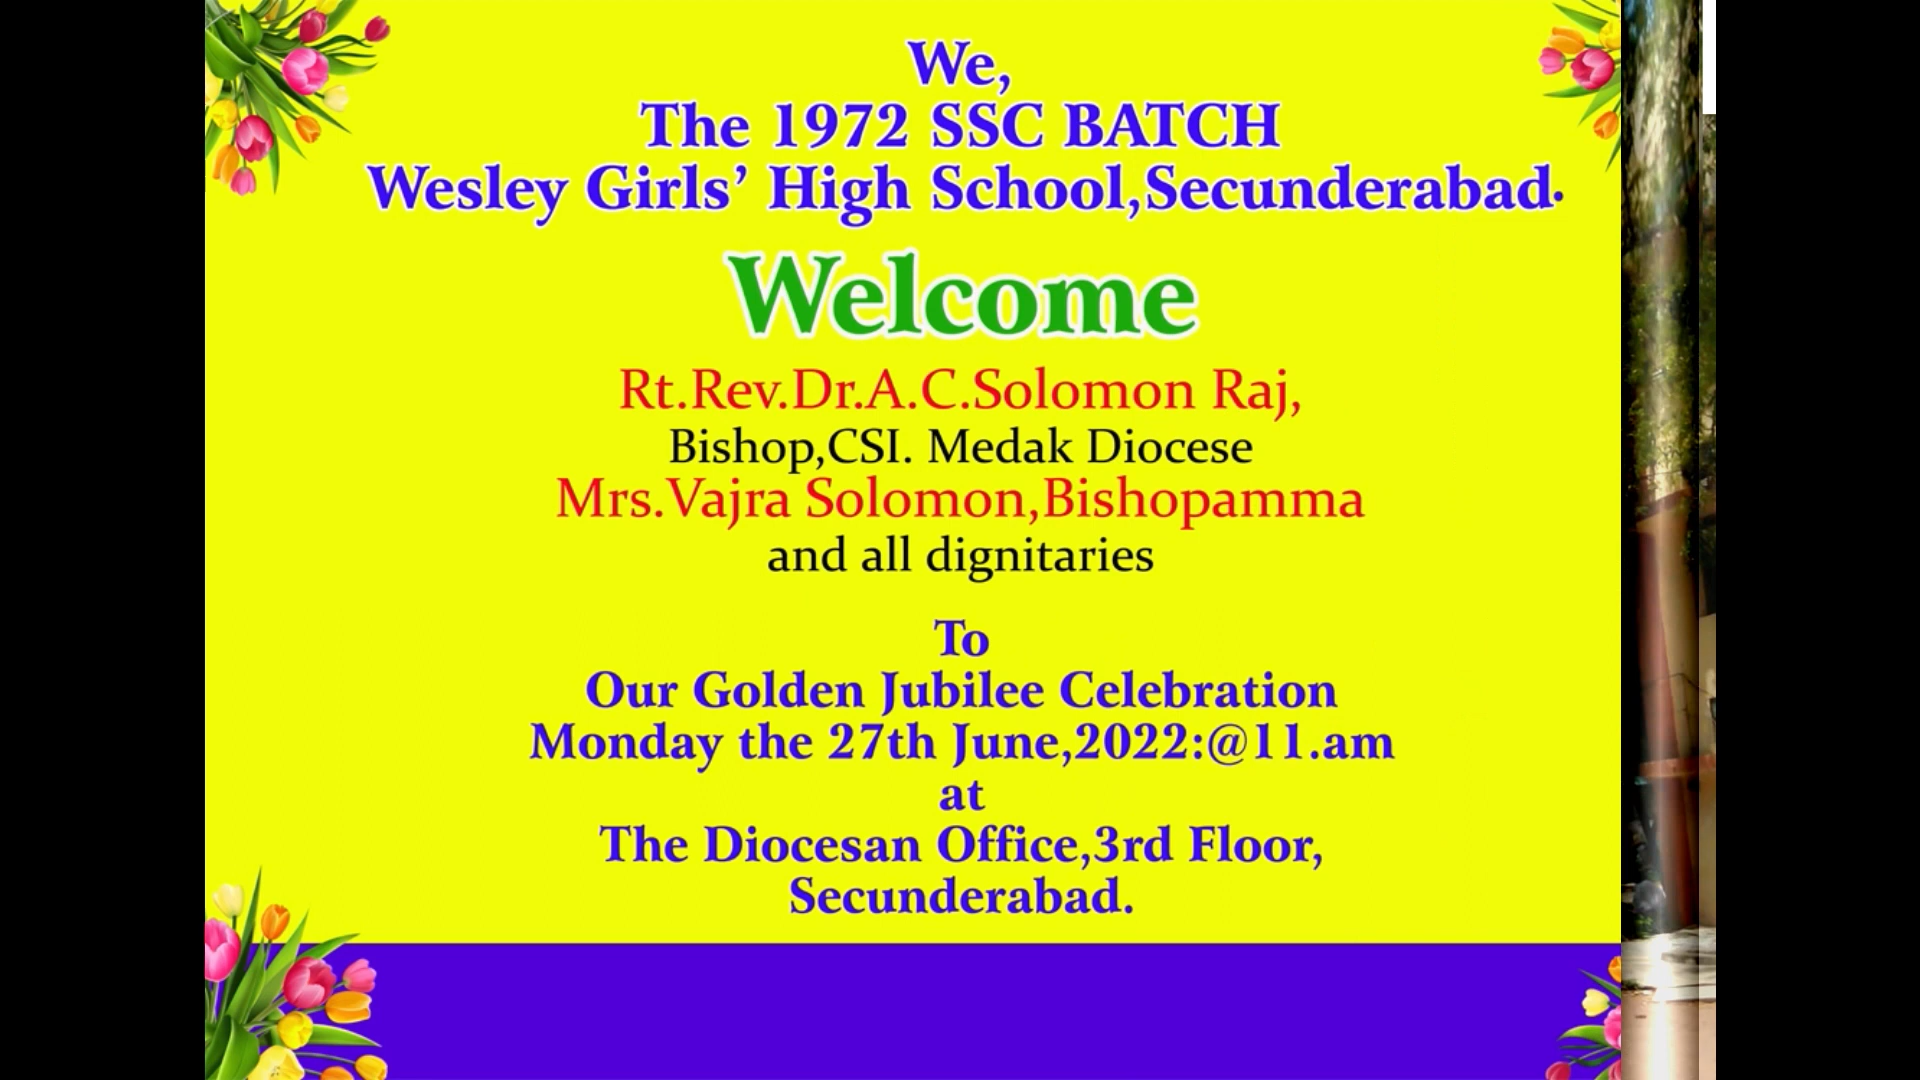 We,
The 1972 SSC BATCH
Wesley Girls’ High School,Secunderabad.
Welcome
Rt.Rev.Dr.A.C.Solomon Raj,
Bishop,CSI. Medak Diocese
Mrs.Vajra Solomon,Bishopamma
and all dignitaries
To
Our Golden Jubilee Celebration
Monday the 27th June,2022:@11.am
at
The Diocesan Office,3rd Floor,
Secunderabad.